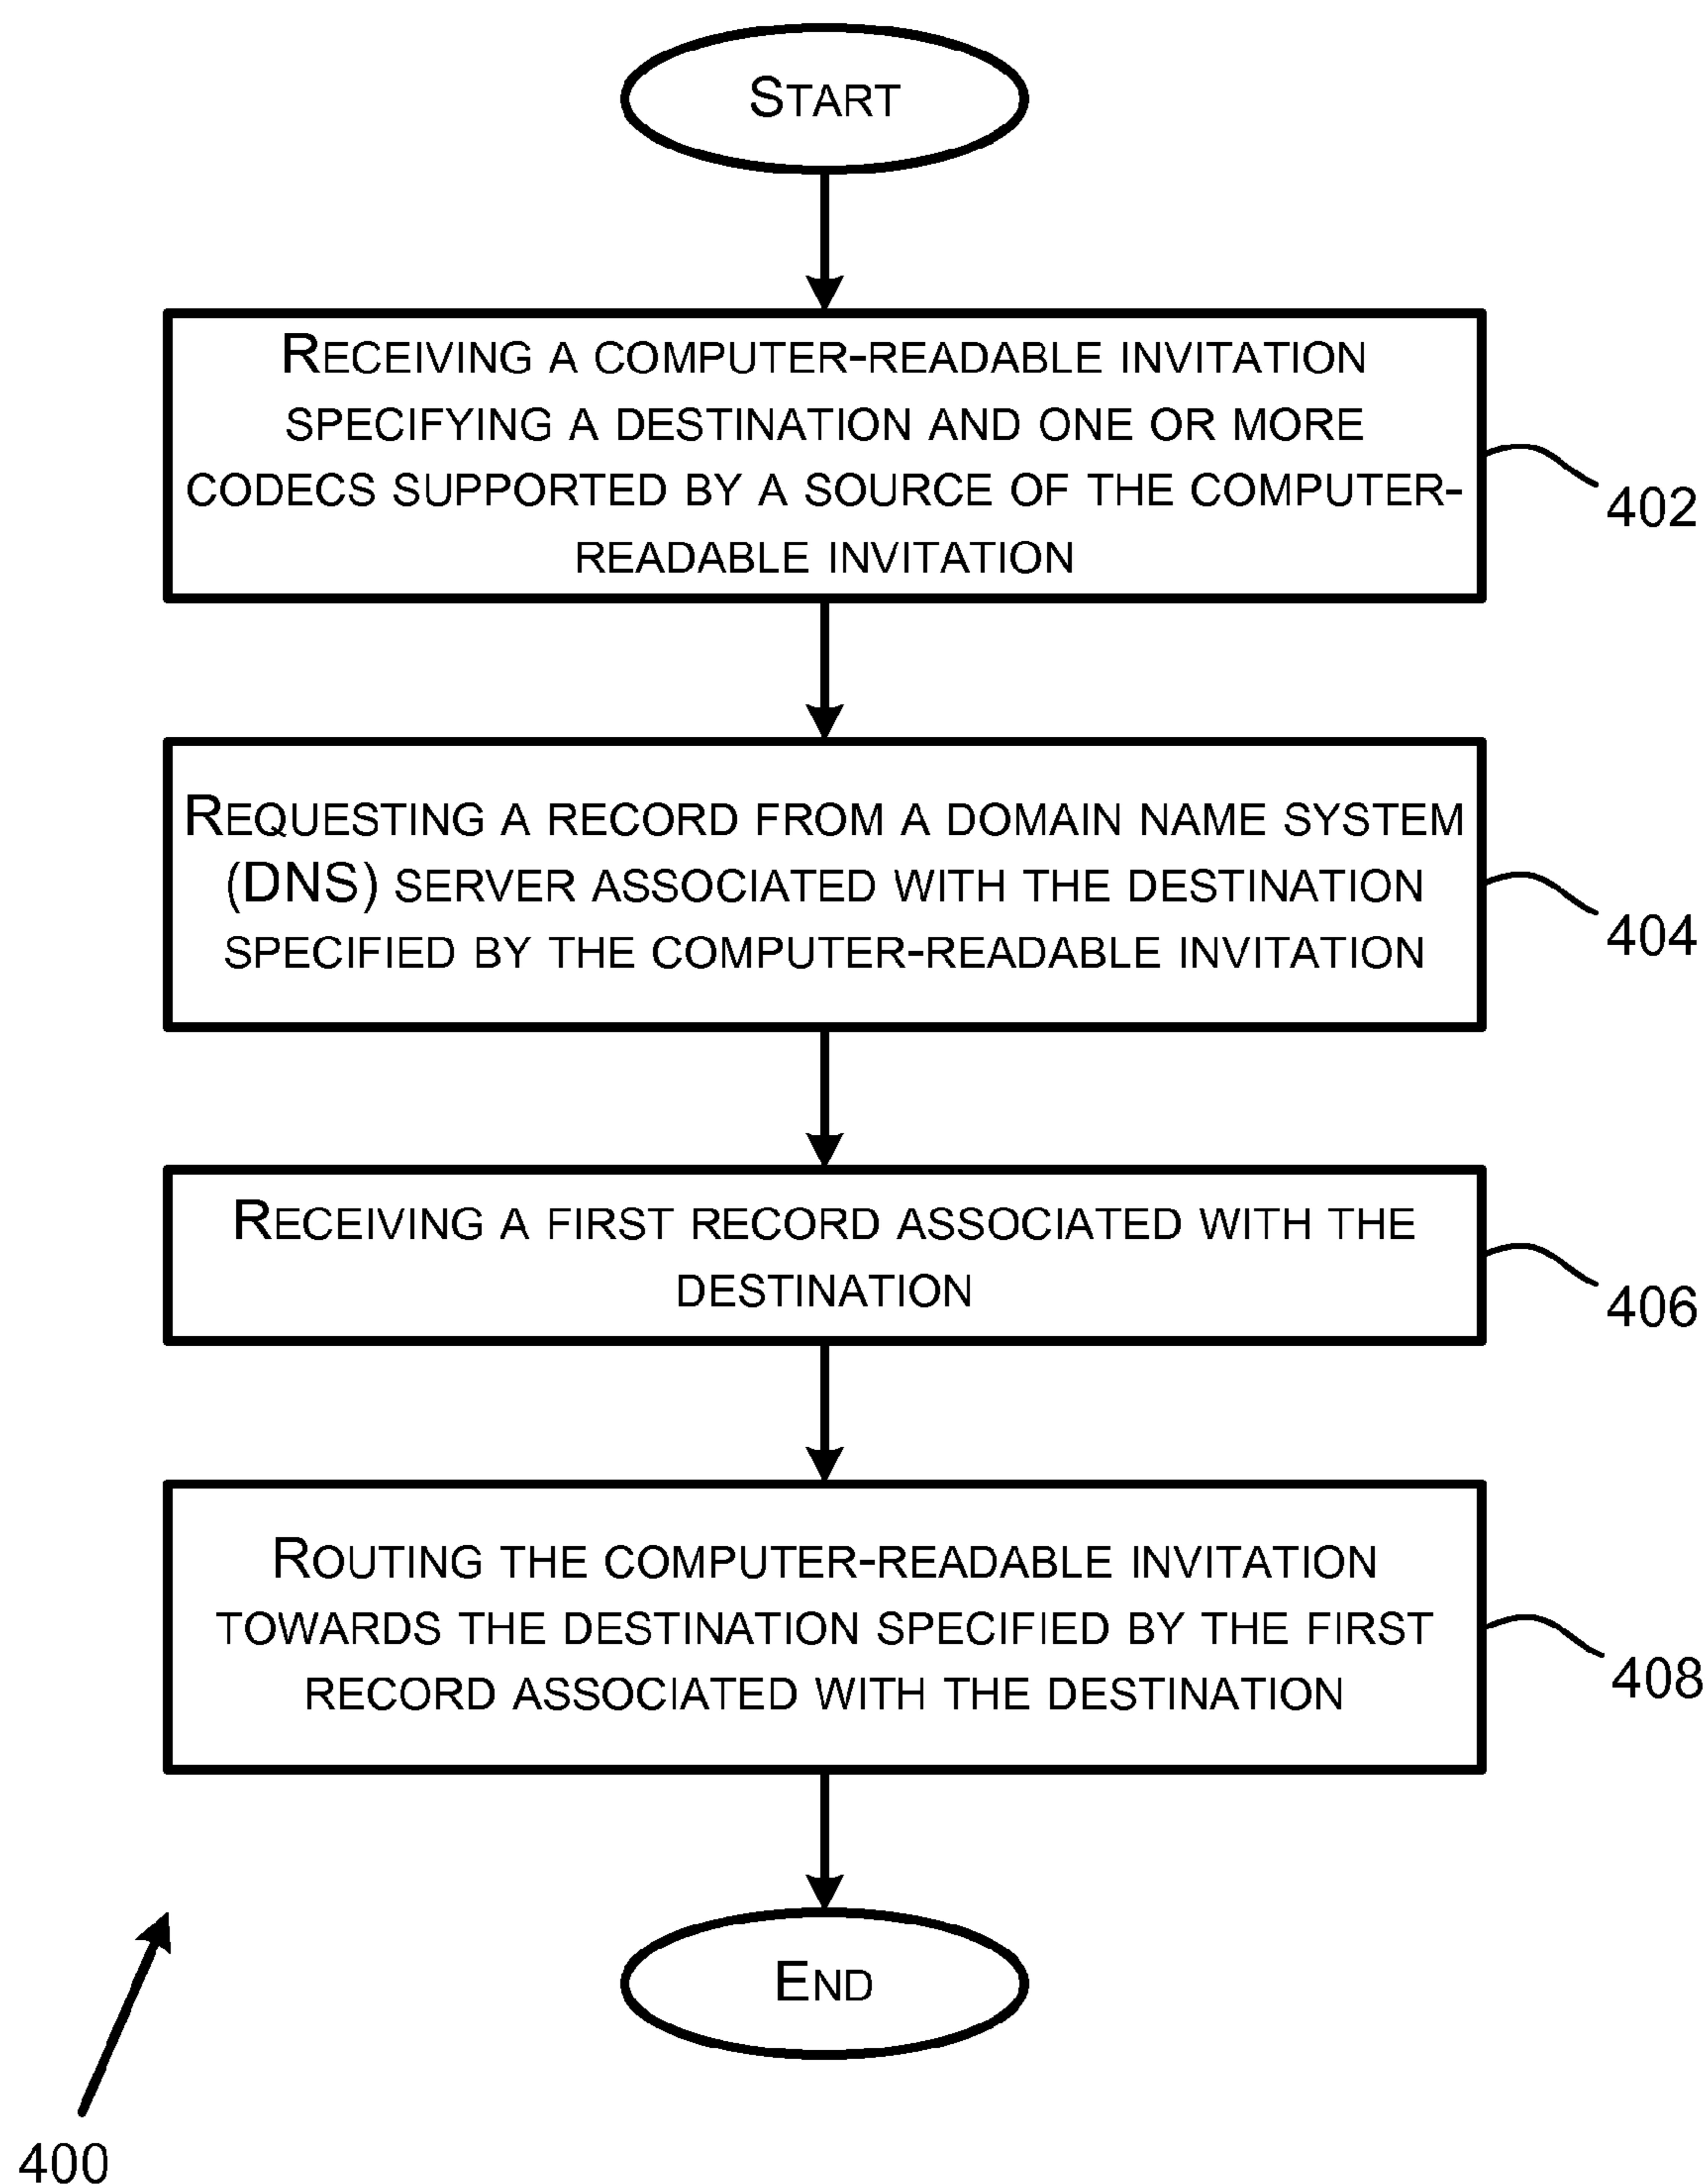 START
RECEIVING A COMPUTER-READABLE INVITATION
SPECIFYING A DESTINATION AND ONE OR MORE
CODECS SUPPORTED BY A SOURCE OF THE COMPUTER-
READABLE INVITATION
402
REQUESTING A RECORD FROM A DOMAIN NAME SYSTEM
(DNS) SERVER ASSOCIATED WITH THE DESTINATION
SPECIFIED BY THE COMPUTER-READABLE INVITATION
404
RECEIVING A FIRST RECORD ASSOCIATED WITH THE
DESTINATION
406
ROUTING THE COMPUTER-READABLE INVITATION
TOWARDS THE DESTINATION SPECIFIED BY THE FIRST
RECORD ASSOCIATED WITH THE DESTINATION
408
END
400